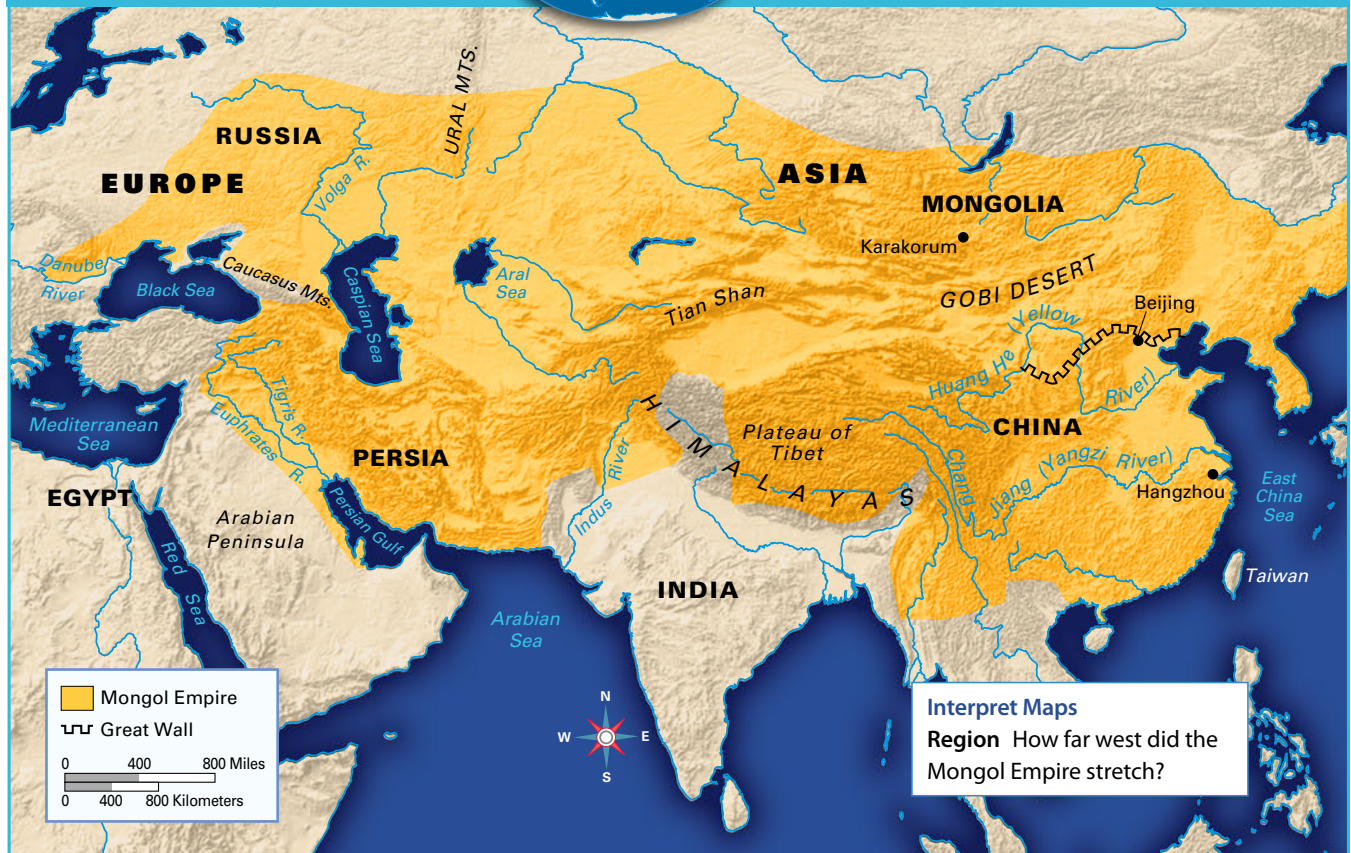 URAL MTS.
RUSSIA
EUROPE
Volga R.
ASIA
MONGOLIA
Karakorum
Danube
River
Black Sea
Caucasus Mts.
Caspian Sea
Aral
Sea
Tian Shan
GOBI DESERT
Beijing
Huang He (Yellow
River)
Mediterranean
Sea
Tigris R.
Euphrates R.
PERSIA
HIMALAYAS
Plateau of
Tibet
CHINA
Chang
Jiang (Yangzi River)
Hangzhou
East
China
Sea
EGYPT
Arabian
Peninsula
Persian Gulf
Indus River
Red Sea
INDIA
Taiwan
Arabian
Sea
Mongol Empire
Great Wall
0 400 800 Miles
0 400 800 Kilometers
N
W E
S
Interpret Maps
Region How far west did the
Mongol Empire stretch?